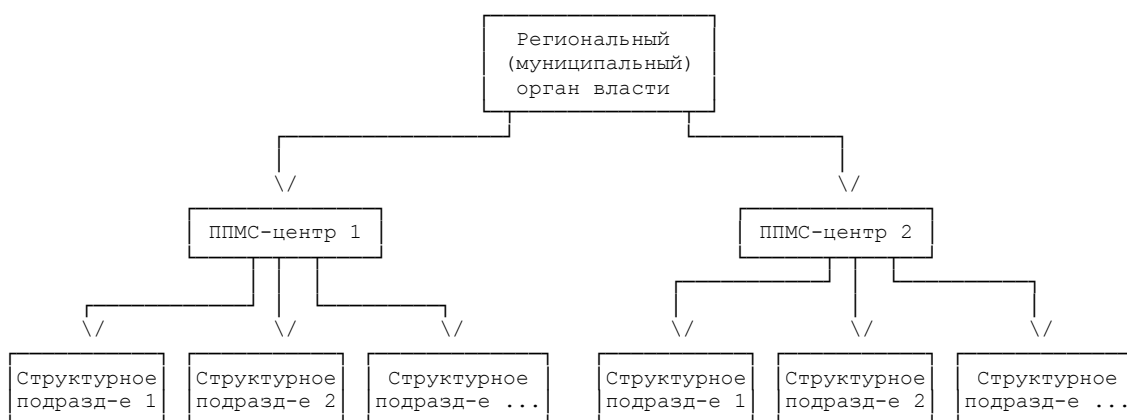 Региональный
(муниципальный)
орган власти
ППМС-центр 1
ППМС-центр 2
Структурное
подразд-е 1
Структурное
подразд-е 2
Структурное
подразд-е ...
Структурное
подразд-е 1
Структурное
подразд-е 2
Структурное
подразд-е ...